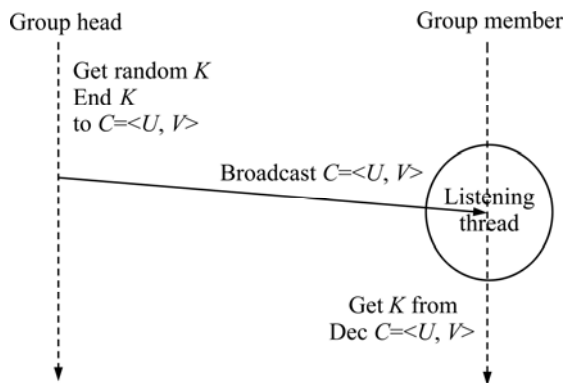 Group head
Group member
Get random K
End K
to C=<U, V>
Broadcast C=<U, V>
Listening
thread
Get K from
Dec C=<U, V>